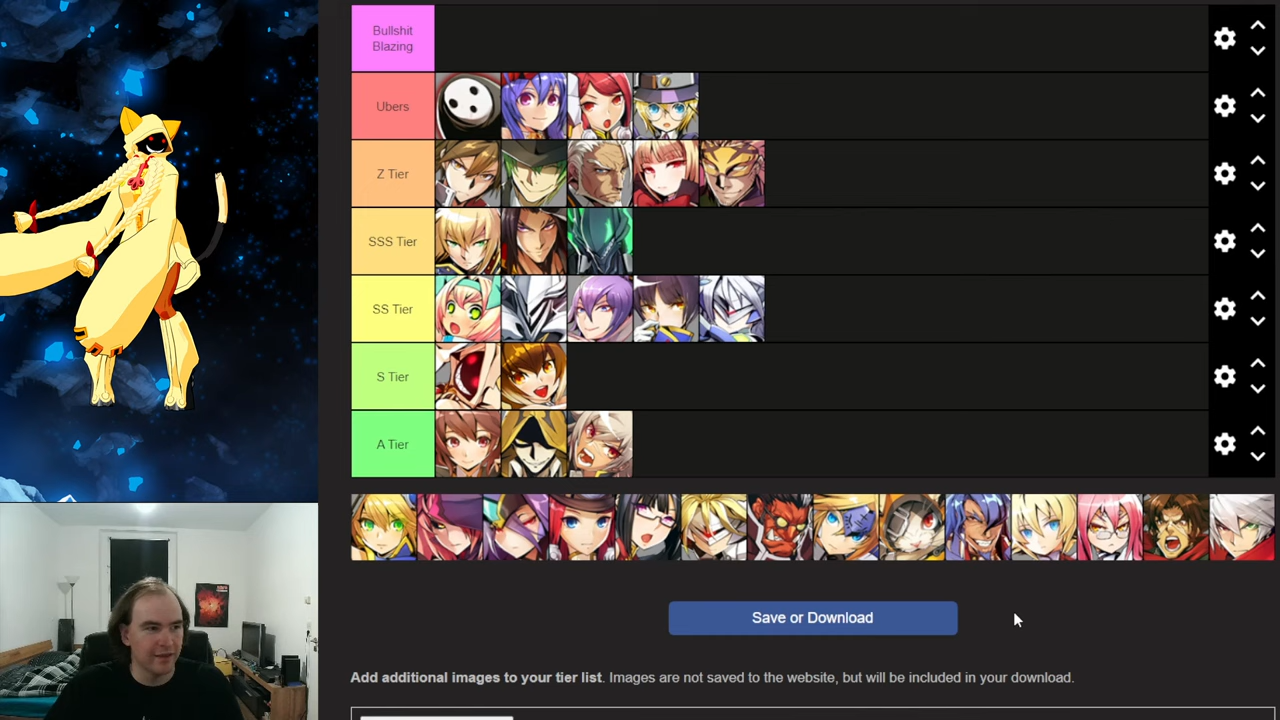 Bullshit
Blazing
Ubers
Z Tier
SSS Tier
SS Tier
S Tier
A Tier
Save or Download
Add additional images to your tier list. Images are not saved to the website, but will be included in your download.